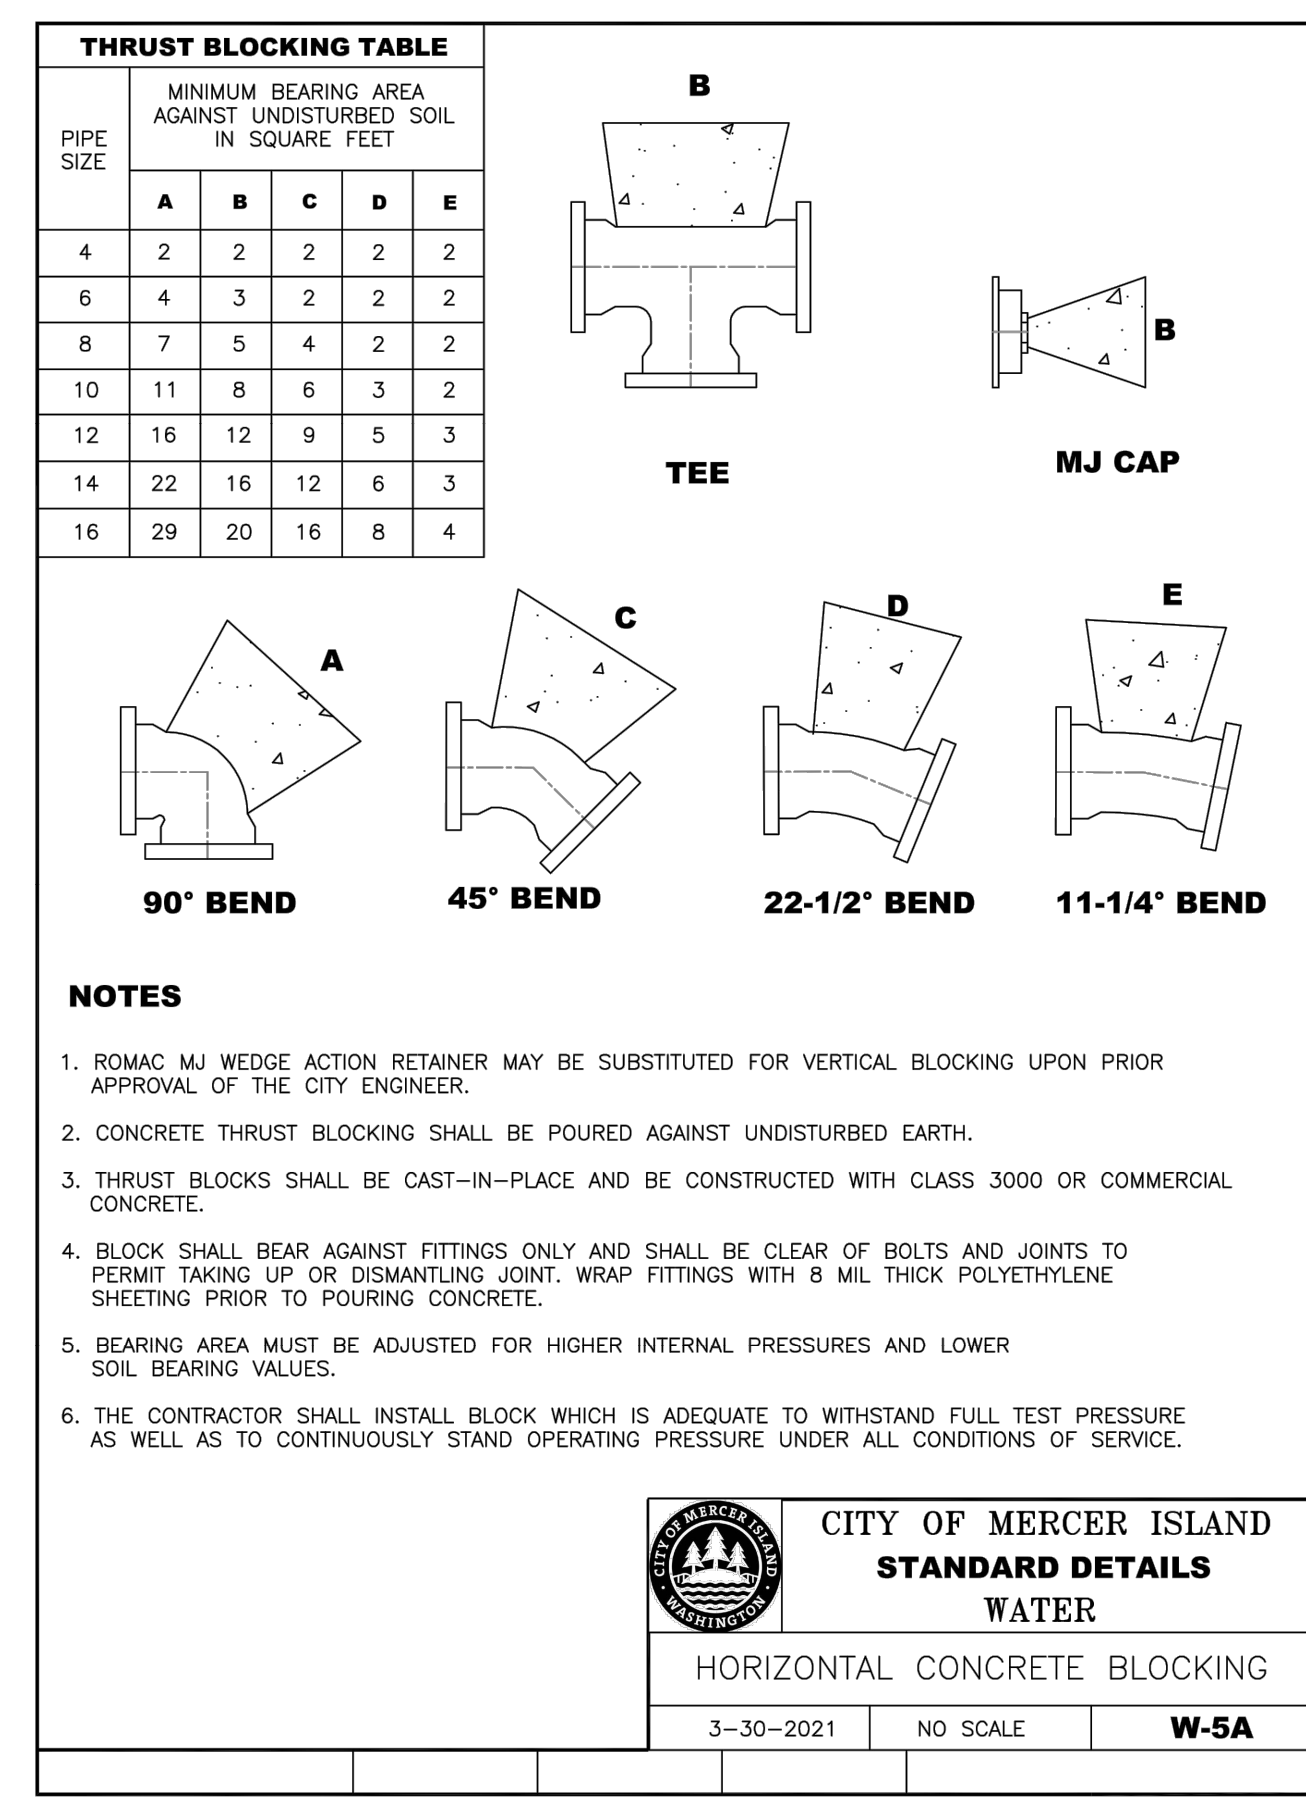 THRUST BLOCKING TABLE
PIPE
SIZE
MINIMUM BEARING AREA
AGAINST UNDISTURBED SOIL
IN SQUARE FEET
A B C D E
4 2 2 2 2 2
6 4 3 2 2 2
8 7 5 4 2 2
10 11 8 6 3 2
12 16 12 9 5 3
14 22 16 12 6 3
16 29 20 16 8 4
B
TEE
B
MJ CAP
A
90° BEND
C
45° BEND
D
22-1/2° BEND
E
11-1/4° BEND
NOTES
1. ROMAC MJ WEDGE ACTION RETAINER MAY BE SUBSTITUTED FOR VERTICAL BLOCKING UPON PRIOR
APPROVAL OF THE CITY ENGINEER.
2. CONCRETE THRUST BLOCKING SHALL BE POURED AGAINST UNDISTURBED EARTH.
3. THRUST BLOCKS SHALL BE CAST-IN-PLACE AND BE CONSTRUCTED WITH CLASS 3000 OR COMMERCIAL
CONCRETE.
4. BLOCK SHALL BEAR AGAINST FITTINGS ONLY AND SHALL BE CLEAR OF BOLTS AND JOINTS TO
PERMIT TAKING UP OR DISMANTLING JOINT. WRAP FITTINGS WITH 8 MIL THICK POLYETHYLENE
SHEETING PRIOR TO POURING CONCRETE.
5. BEARING AREA MUST BE ADJUSTED FOR HIGHER INTERNAL PRESSURES AND LOWER
SOIL BEARING VALUES.
6. THE CONTRACTOR SHALL INSTALL BLOCK WHICH IS ADEQUATE TO WITHSTAND FULL TEST PRESSURE
AS WELL AS TO CONTINUOUSLY STAND OPERATING PRESSURE UNDER ALL CONDITIONS OF SERVICE.
CITY OF MERCER ISLAND
WASHINGTON
CITY OF MERCER ISLAND
STANDARD DETAILS
WATER
HORIZONTAL CONCRETE BLOCKING
3-30-2021 NO SCALE W-5A